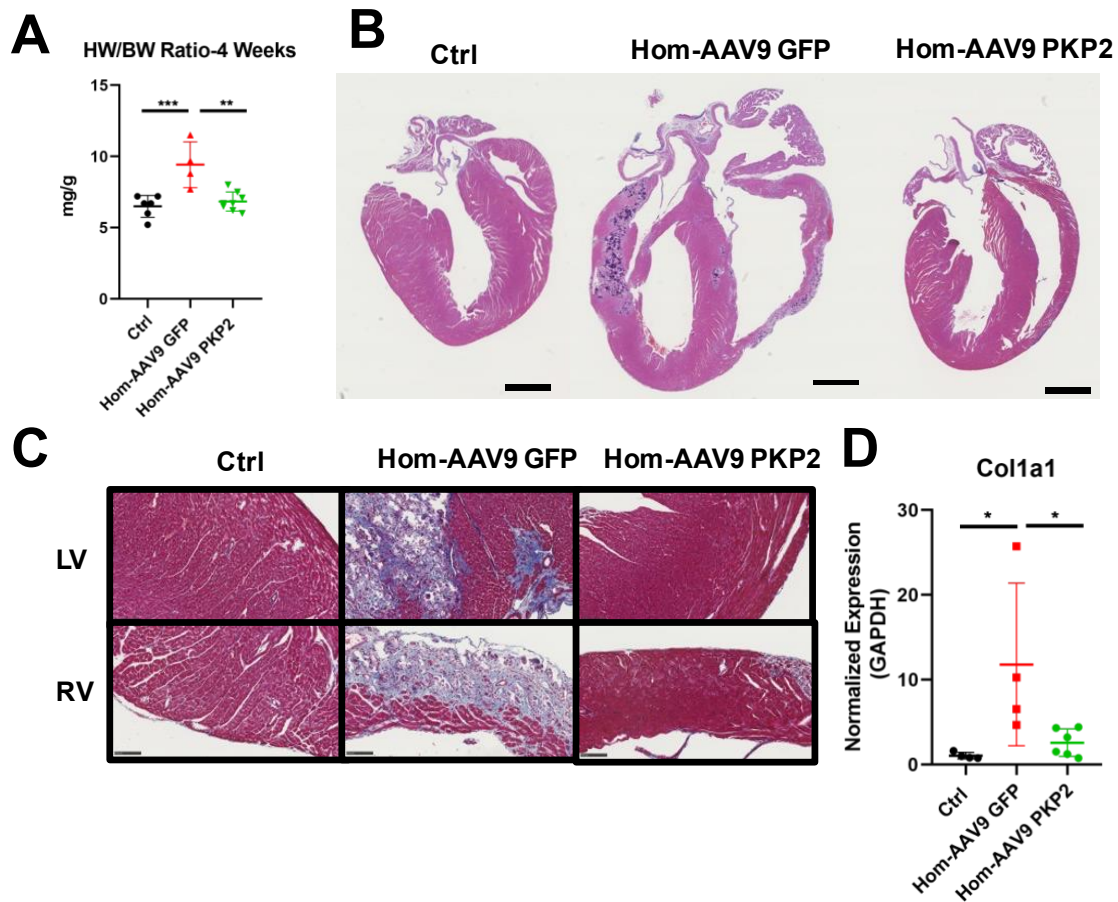 A
HW/BW Ratio-4 Weeks
mg/g
15
10
5
0
***
**
Ctrl
Hom-AAV9 GFP
Hom-AAV9 PKP2
B
Ctrl
Hom-AAV9 GFP
Hom-AAV9 PKP2
C
Ctrl
Hom-AAV9 GFP
Hom-AAV9 PKP2
LV
RV
D
Col1a1
Normalized Expression
(GAPDH)
30
20
10
0
*
*
Ctrl
Hom-AAV9 GFP
Hom-AAV9 PKP2